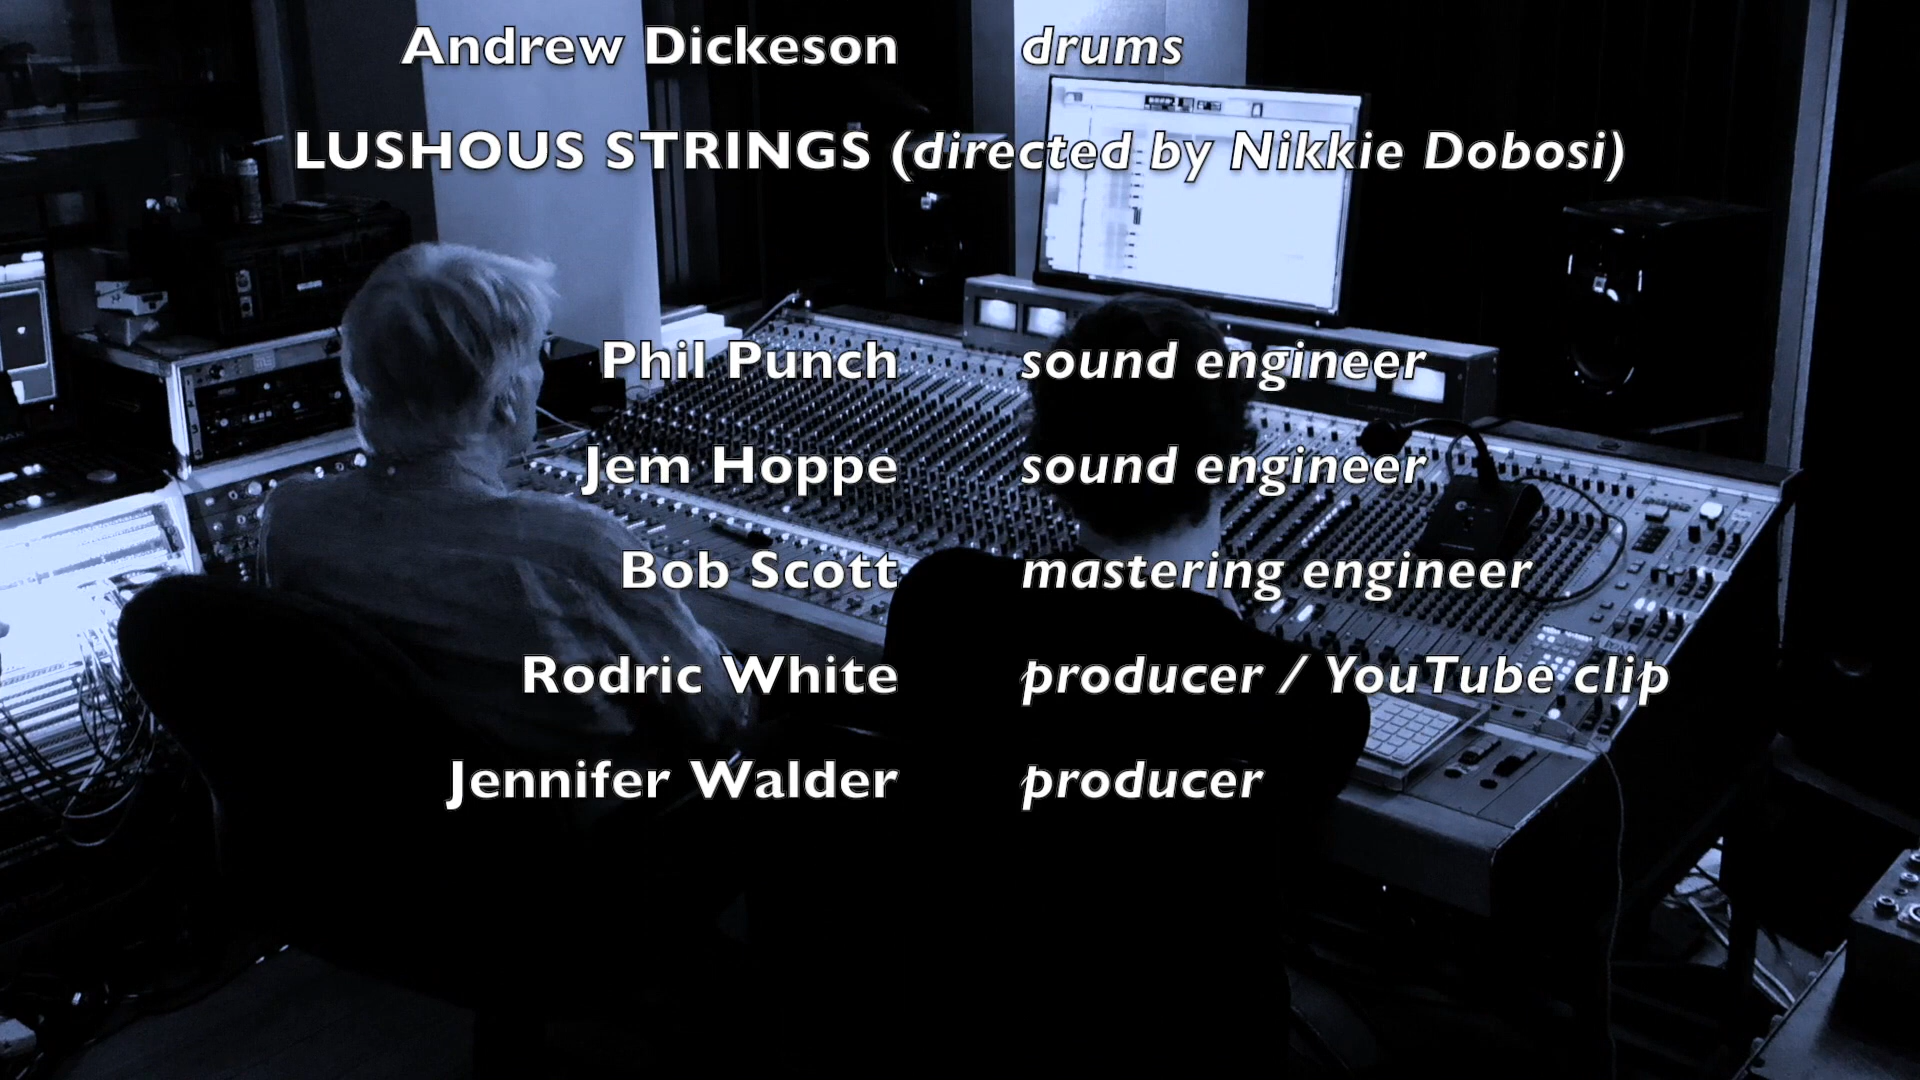 Andrew Dickeson drums
LUSHOUS STRINGS (directed by Nikkie Dobosi)
Phil Punch sound engineer
Jem Hoppe sound engineer
Bob Scott mastering engineer
Rodric White producer / YouTube clip
Jennifer Walder producer